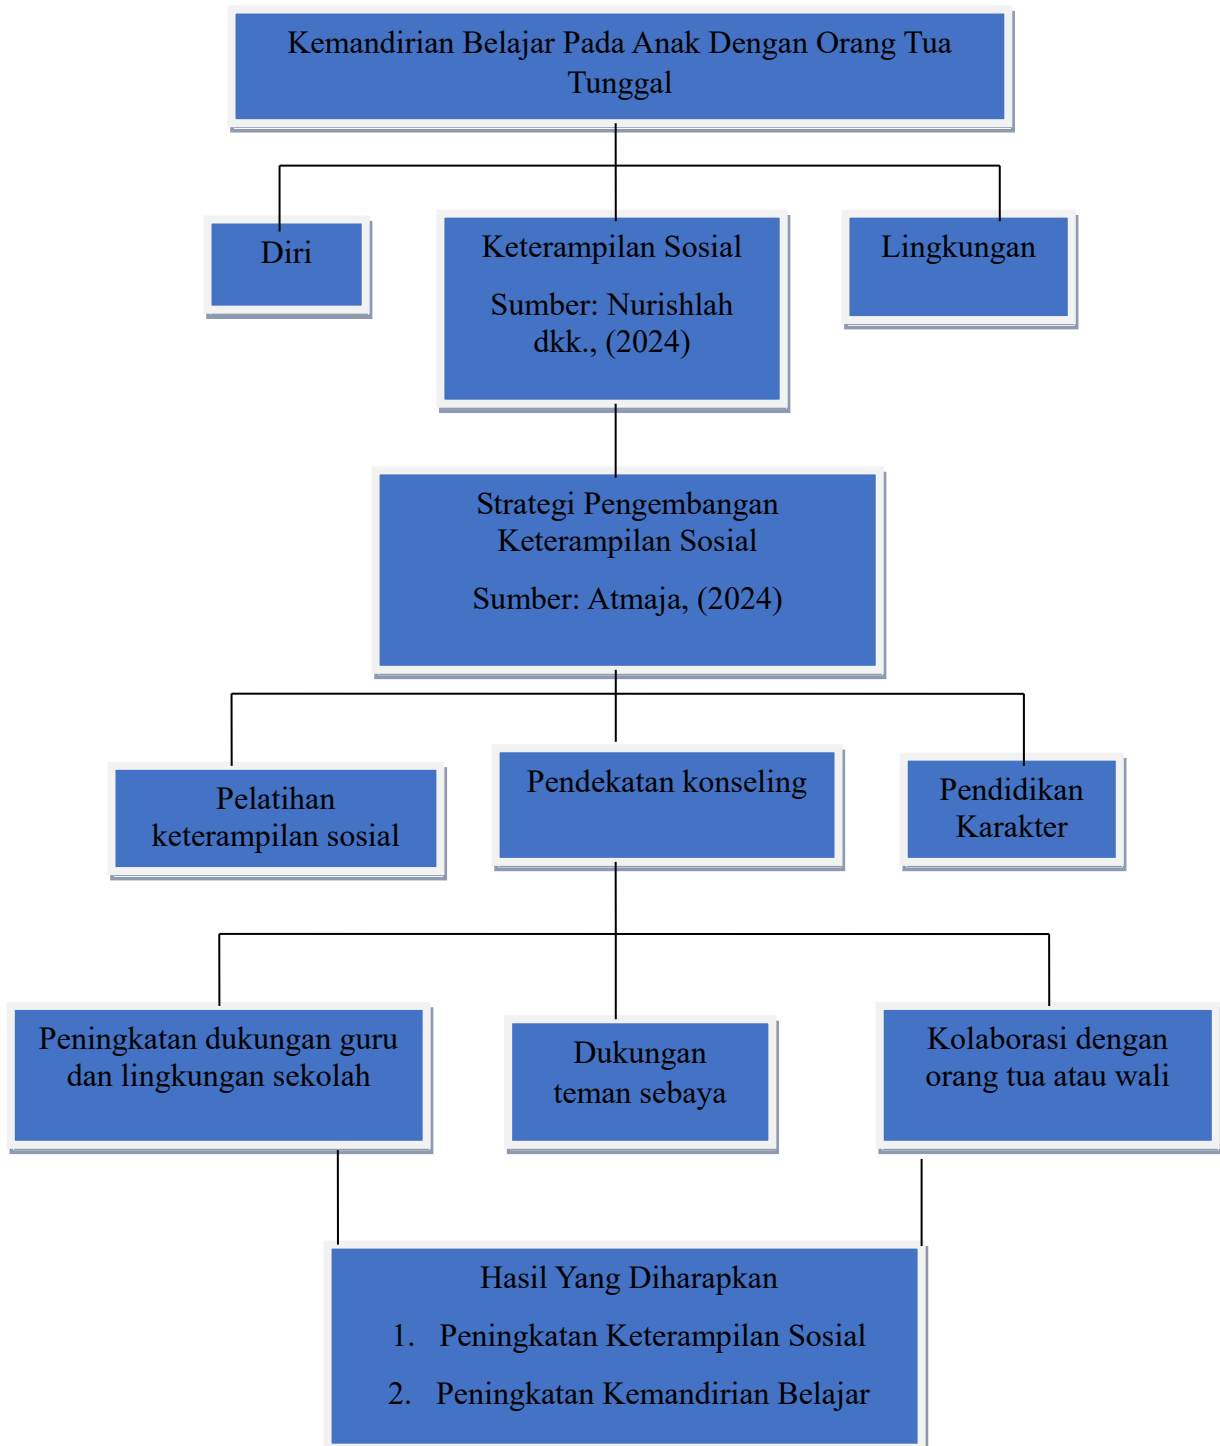 Kemandirian Belajar Pada Anak Dengan Orang Tua
Tunggal
Diri
Keterampilan Sosial
Sumber: Nurishlah
dkk., (2024)
Lingkungan
Strategi Pengembangan
Keterampilan Sosial
Sumber: Atmaja, (2024)
Pelatihan
keterampilan sosial
Pendekatan konseling
Pendidikan
Karakter
Peningkatan dukungan guru
dan lingkungan sekolah
Dukungan
teman sebaya
Kolaborasi dengan
orang tua atau wali
Hasil Yang Diharapkan
1. Peningkatan Keterampilan Sosial
2. Peningkatan Kemandirian Belajar